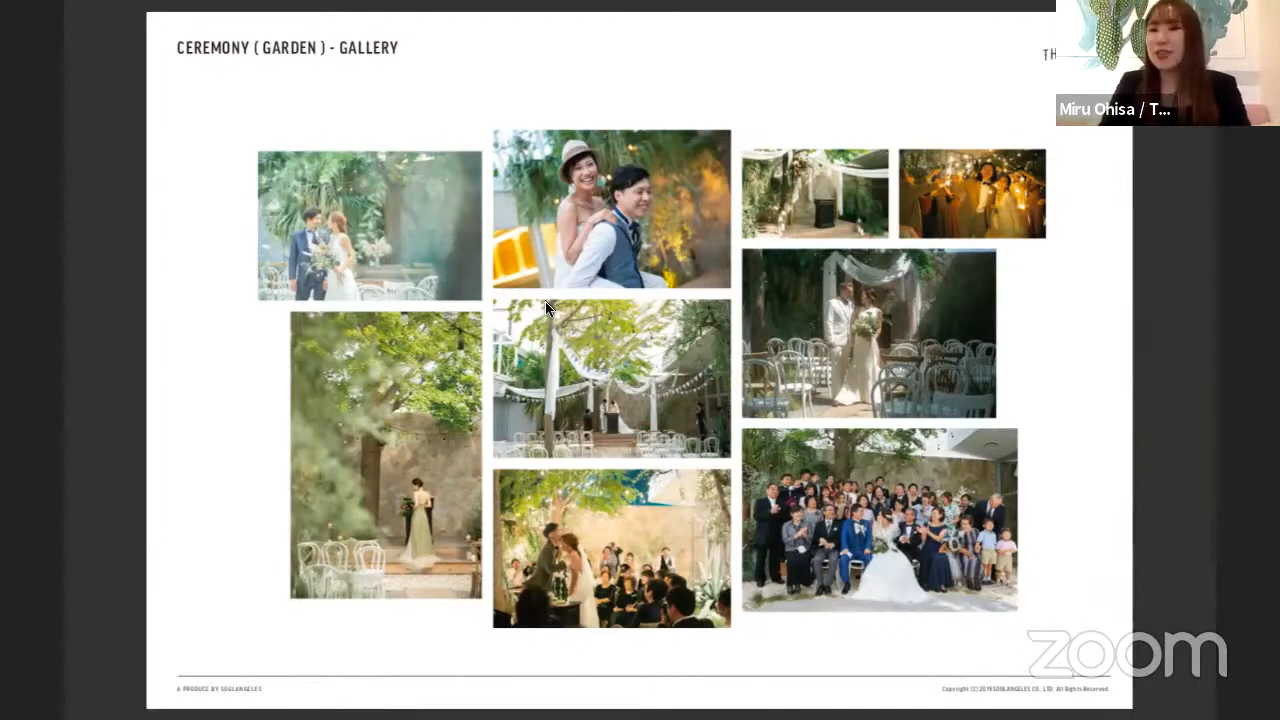 CEREMONY ( GARDEN ) - GALLERY
TH
Miru Ohisa / T...
A PRODUCE BY SOULANGELES
Copyright (C) 2019 SOULANGELES CO., LTD. All Rights Reserved
zoom